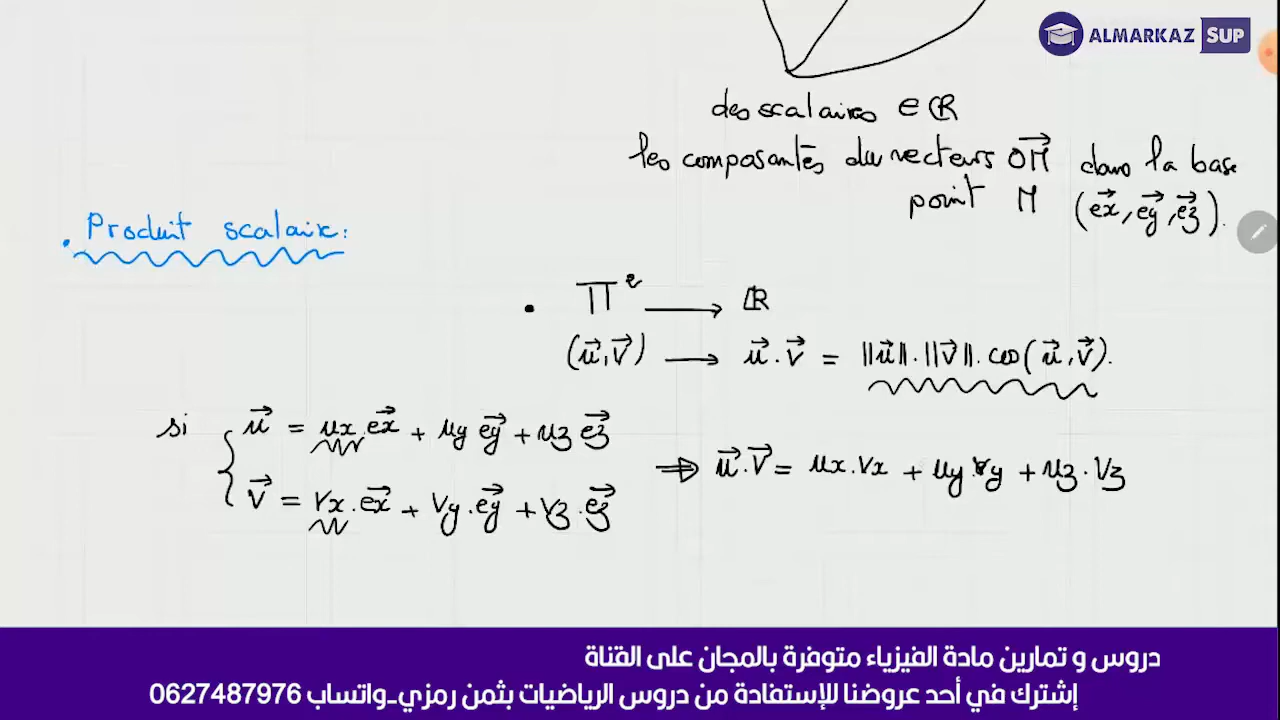 ALMARKAZ SUP
des scalaires ∈ ℝ
les composantes du vecteurs OM⃗ dans la base
point M (ex⃗, ey⃗, ez⃗).
• Produit scalaire:
• π² → ℝ
(u⃗, v⃗) → u⃗ . v⃗ = ||u⃗|| . ||v⃗|| . cos(u⃗, v⃗).
si { u⃗ = ux . ex⃗ + uy ey⃗ + uz ez⃗
v⃗ = vx . ex⃗ + vy . ey⃗ + vz . ez⃗
⇒ u⃗ . v⃗ = ux . vx + uy . vy + uz . vz
دروس و تمارين مادة الفيزياء متوفرة بالمجان على القناة
إشترك في أحد عروضنا للإستفادة من دروس الرياضيات بثمن رمزي_واتساب 0627487976